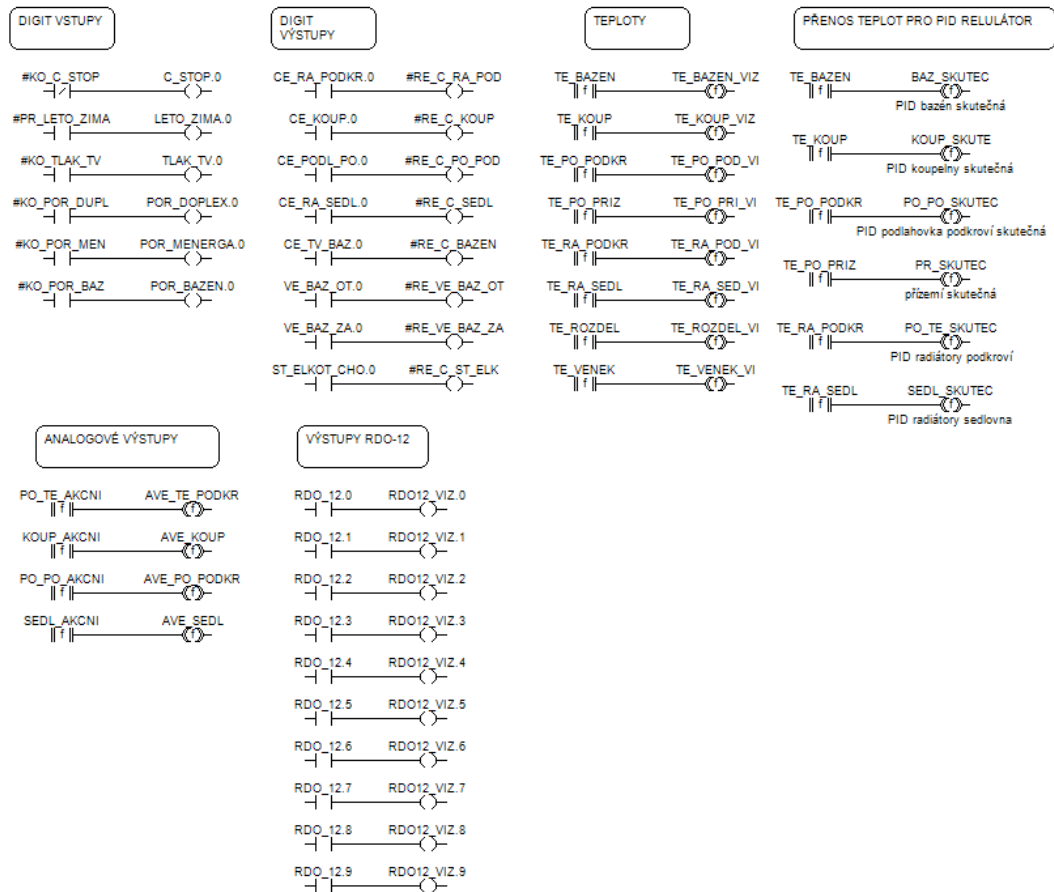 DIGIT VSTUPY
#KO_C_STOP C_STOP.0
#PR_LETO_ZIMA LETO_ZIMA.0
#KO_TLAK_TV TLAK_TV.0
#KO_POR_DUPL POR_DOPLEX.0
#KO_POR_MEN POR_MENERGA.0
#KO_POR_BAZ POR_BAZEN.0
DIGIT
VÝSTUPY
CE_RA_PODKR.0 #RE_C_RA_POD
CE_KOUP.0 #RE_C_KOUP
CE_PODL_PO.0 #RE_C_PO_POD
CE_RA_SEDL.0 #RE_C_SEDL
CE_TV_BAZ.0 #RE_C_BAZEN
VE_BAZ_OT.0 #RE_VE_BAZ_OT
VE_BAZ_ZA.0 #RE_VE_BAZ_ZA
ST_ELKOT_CHO.0 #RE_C_ST_ELK
TEPLOTY
TE_BAZEN TE_BAZEN_VIZ
f f
TE_KOUP TE_KOUP_VIZ
f f
TE_PO_PODKR TE_PO_POD_VI
f f
TE_PO_PRIZ TE_PO_PRI_VI
f f
TE_RA_PODKR TE_RA_POD_VI
f f
TE_RA_SEDL TE_RA_SED_VI
f f
TE_ROZDEL TE_ROZDEL_VI
f f
TE_VENEK TE_VENEK_VI
f f
PŘENOS TEPLOT PRO PID RELULÁTOR
TE_BAZEN BAZ_SKUTEC
f f
PID bazén skutečná
TE_KOUP KOUP_SKUTE
f f
PID koupelny skutečná
TE_PO_PODKR PO_PO_SKUTEC
f f
PID podlahovka podkroví skutečná
TE_PO_PRIZ PR_SKUTEC
f f
přízemí skutečná
TE_RA_PODKR PO_TE_SKUTEC
f f
PID radiátory podkroví
TE_RA_SEDL SEDL_SKUTEC
f f
PID radiátory sedlovna
ANALOGOVÉ VÝSTUPY
PO_TE_AKCNI AVE_TE_PODKR
f f
KOUP_AKCNI AVE_KOUP
f f
PO_PO_AKCNI AVE_PO_PODKR
f f
SEDL_AKCNI AVE_SEDL
f f
VÝSTUPY RDO-12
RDO_12.0 RDO12_VIZ.0
RDO_12.1 RDO12_VIZ.1
RDO_12.2 RDO12_VIZ.2
RDO_12.3 RDO12_VIZ.3
RDO_12.4 RDO12_VIZ.4
RDO_12.5 RDO12_VIZ.5
RDO_12.6 RDO12_VIZ.6
RDO_12.7 RDO12_VIZ.7
RDO_12.8 RDO12_VIZ.8
RDO_12.9 RDO12_VIZ.9